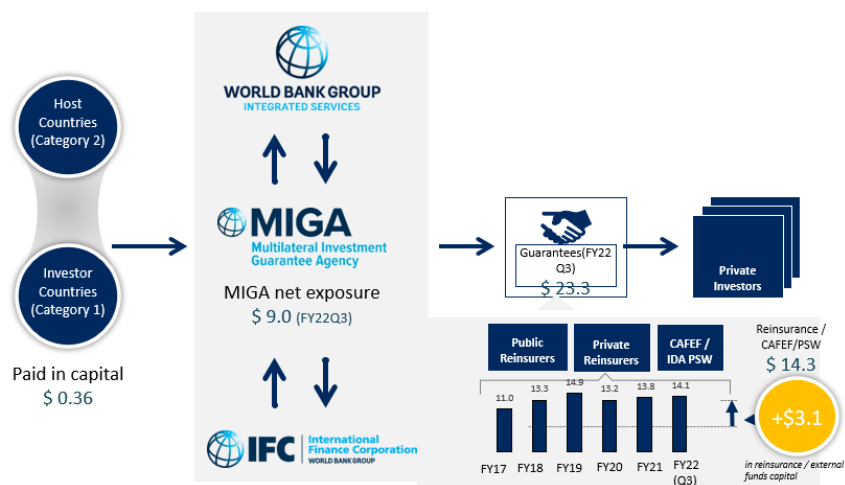 Host
Countries
(Category 2)
Investor
Countries
(Category 1)
Paid in capital
$ 0.36
WORLD BANK GROUP
INTEGRATED SERVICES
MIGA
Multilateral Investment
Guarantee Agency
MIGA net exposure
$ 9.0 (FY22Q3)
IFC
International
Finance Corporation
WORLD BANK GROUP
Guarantees(FY22
Q3)
$ 23.3
Private
Investors
Public
Reinsurers
Private
Reinsurers
CAFEF /
IDA PSW
Reinsurance /
CAFEF/PSW
$ 14.3
11.0 13.3 14.9 13.2 13.8 14.1
+$3.1
FY17 FY18 FY19 FY20 FY21 FY22
(Q3)
in reinsurance / external
funds capital